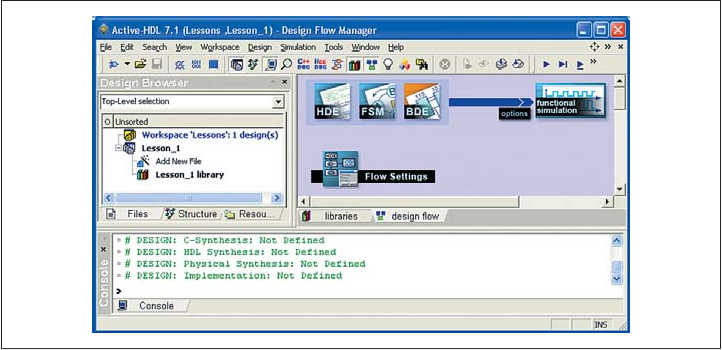 Active-HDL 7.1 (Lessons ,Lesson_1) - Design Flow Manager
File Edit Search View Workspace Design Simulation Tools Window Help
Design Browser
Top-Level selection
Unsorted
Workspace 'Lessons': 1 design(s)
Lesson_1
Add New File
Lesson_1 library
Files Structure Resou...
HDE FSM BDE
options
functional
simulation
Flow Settings
libraries design flow
# DESIGN: C-Synthesis: Not Defined
# DESIGN: HDL Synthesis: Not Defined
# DESIGN: Physical Synthesis: Not Defined
# DESIGN: Implementation: Not Defined
>
Console
Console
INS